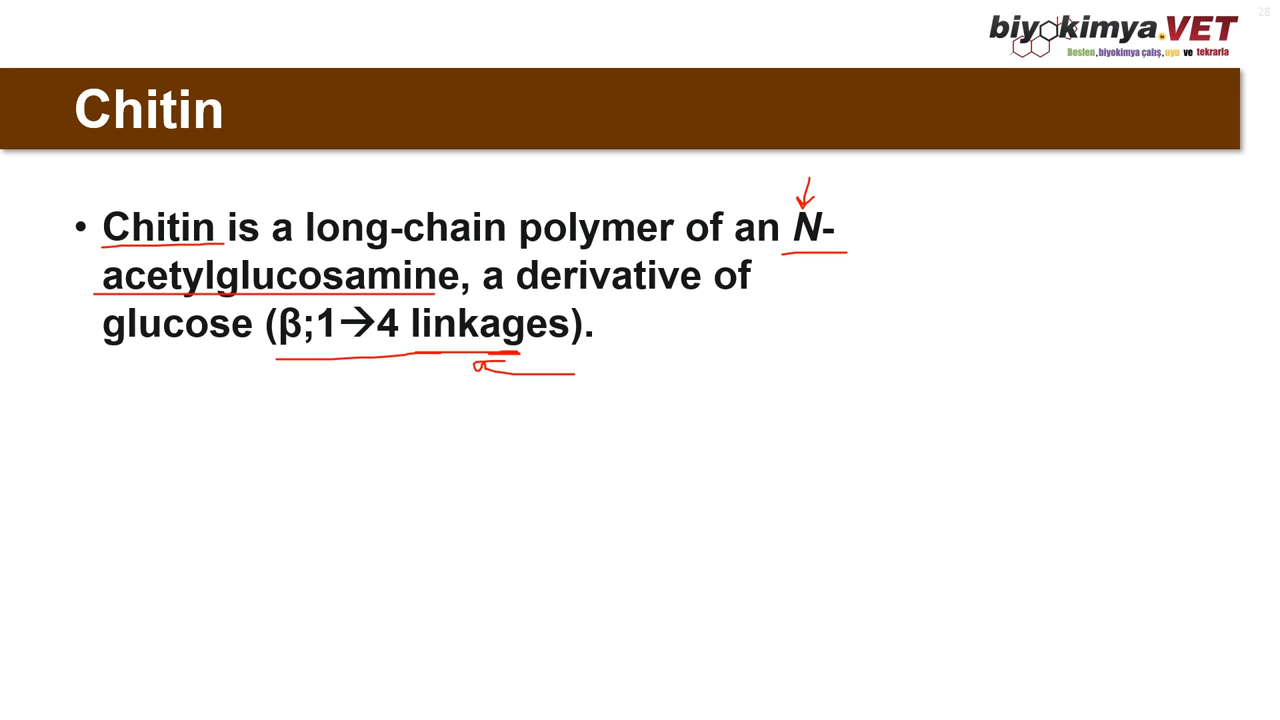 28
biyokimya.VET
Beslen, biyokimya çalış, uyu ve tekrarla
Chitin
• Chitin is a long-chain polymer of an N-
acetylglucosamine, a derivative of
glucose (β;1→4 linkages).